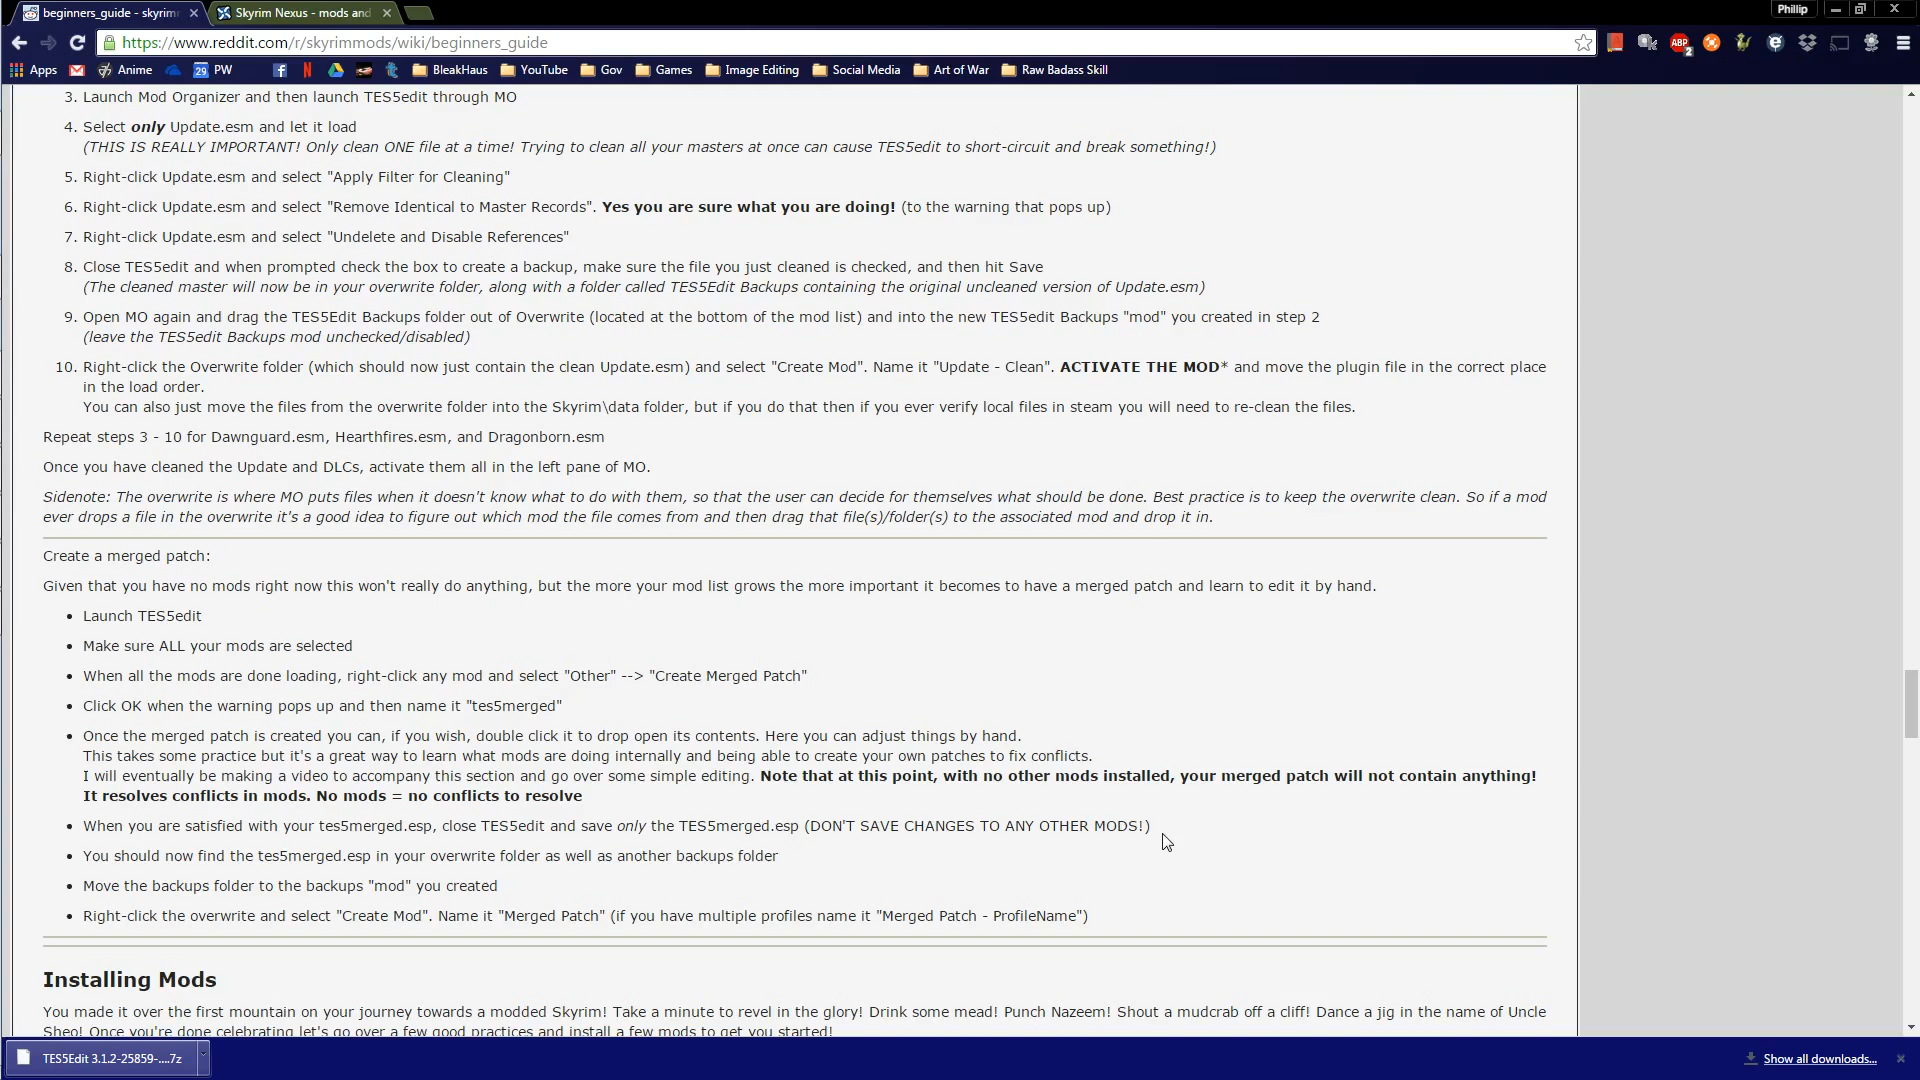 beginners_guide - skyrimm
Skyrim Nexus - mods and
Phillip
https://www.reddit.com/r/skyrimmods/wiki/beginners_guide
ABP
2
Apps
Anime
29
PW
BleakHaus
YouTube
Gov
Games
Image Editing
Social Media
Art of War
Raw Badass Skill
3. Launch Mod Organizer and then launch TES5edit through MO
4. Select only Update.esm and let it load
(THIS IS REALLY IMPORTANT! Only clean ONE file at a time! Trying to clean all your masters at once can cause TES5edit to short-circuit and break something!)
5. Right-click Update.esm and select "Apply Filter for Cleaning"
6. Right-click Update.esm and select "Remove Identical to Master Records". Yes you are sure what you are doing! (to the warning that pops up)
7. Right-click Update.esm and select "Undelete and Disable References"
8. Close TES5edit and when prompted check the box to create a backup, make sure the file you just cleaned is checked, and then hit Save
(The cleaned master will now be in your overwrite folder, along with a folder called TES5Edit Backups containing the original uncleaned version of Update.esm)
9. Open MO again and drag the TES5Edit Backups folder out of Overwrite (located at the bottom of the mod list) and into the new TES5edit Backups "mod" you created in step 2
(leave the TES5edit Backups mod unchecked/disabled)
10. Right-click the Overwrite folder (which should now just contain the clean Update.esm) and select "Create Mod". Name it "Update - Clean". ACTIVATE THE MOD* and move the plugin file in the correct place
in the load order.
You can also just move the files from the overwrite folder into the Skyrim\data folder, but if you do that then if you ever verify local files in steam you will need to re-clean the files.
Repeat steps 3 - 10 for Dawnguard.esm, Hearthfires.esm, and Dragonborn.esm
Once you have cleaned the Update and DLCs, activate them all in the left pane of MO.
Sidenote: The overwrite is where MO puts files when it doesn't know what to do with them, so that the user can decide for themselves what should be done. Best practice is to keep the overwrite clean. So if a mod
ever drops a file in the overwrite it's a good idea to figure out which mod the file comes from and then drag that file(s)/folder(s) to the associated mod and drop it in.
Create a merged patch:
Given that you have no mods right now this won't really do anything, but the more your mod list grows the more important it becomes to have a merged patch and learn to edit it by hand.
• Launch TES5edit
• Make sure ALL your mods are selected
• When all the mods are done loading, right-click any mod and select "Other" --> "Create Merged Patch"
• Click OK when the warning pops up and then name it "tes5merged"
• Once the merged patch is created you can, if you wish, double click it to drop open its contents. Here you can adjust things by hand.
This takes some practice but it's a great way to learn what mods are doing internally and being able to create your own patches to fix conflicts.
I will eventually be making a video to accompany this section and go over some simple editing. Note that at this point, with no other mods installed, your merged patch will not contain anything!
It resolves conflicts in mods. No mods = no conflicts to resolve
• When you are satisfied with your tes5merged.esp, close TES5edit and save only the TES5merged.esp (DON'T SAVE CHANGES TO ANY OTHER MODS!)
• You should now find the tes5merged.esp in your overwrite folder as well as another backups folder
• Move the backups folder to the backups "mod" you created
• Right-click the overwrite and select "Create Mod". Name it "Merged Patch" (if you have multiple profiles name it "Merged Patch - ProfileName")
Installing Mods
You made it over the first mountain on your journey towards a modded Skyrim! Take a minute to revel in the glory! Drink some mead! Punch Nazeem! Shout a mudcrab off a cliff! Dance a jig in the name of Uncle
Sheo! Once you're done celebrating let's go over a few good practices and install a few mods to get you started!
TES5Edit 3.1.2-25859-....7z
Show all downloads...